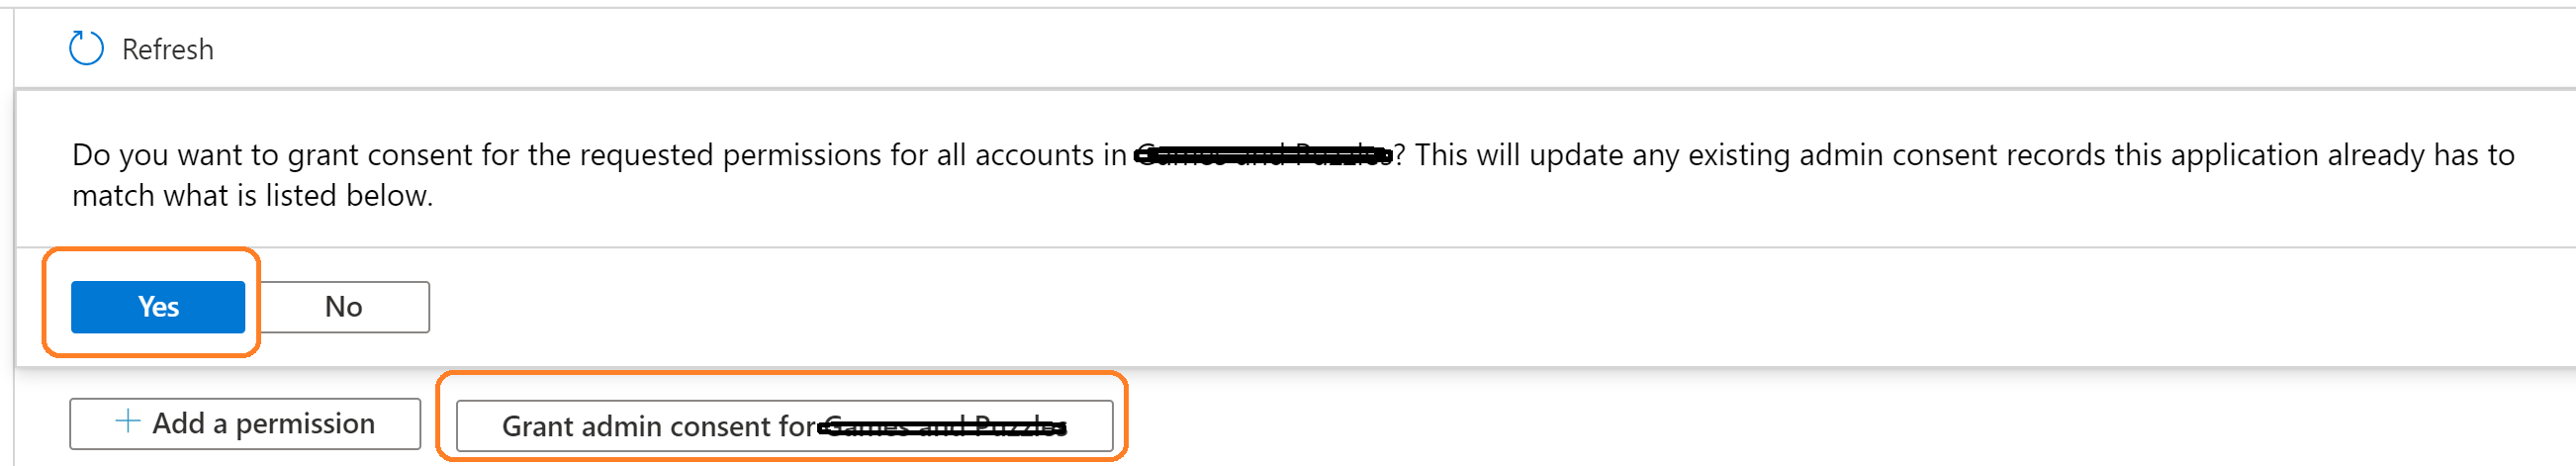 Refresh
Do you want to grant consent for the requested permissions for all accounts in ? This will update any existing admin consent records this application already has to
match what is listed below.
Yes No
+ Add a permission Grant admin consent for